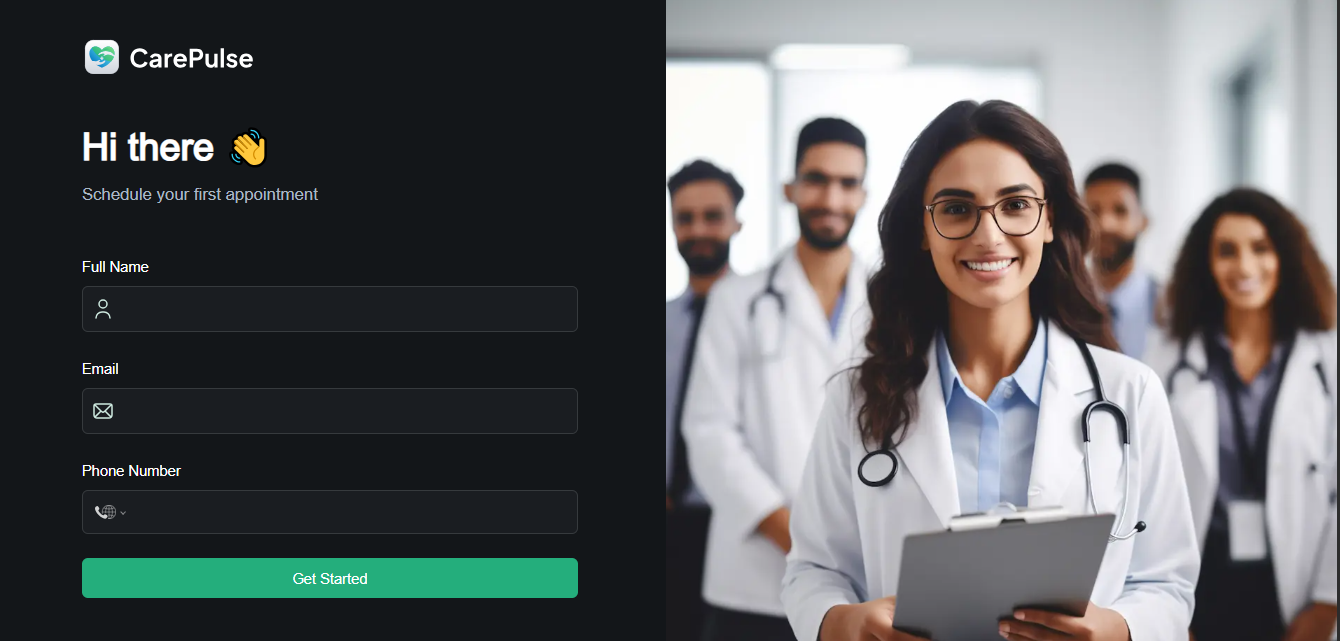 CarePulse
Hi there 👋
Schedule your first appointment
Full Name
Email
Phone Number
Get Started